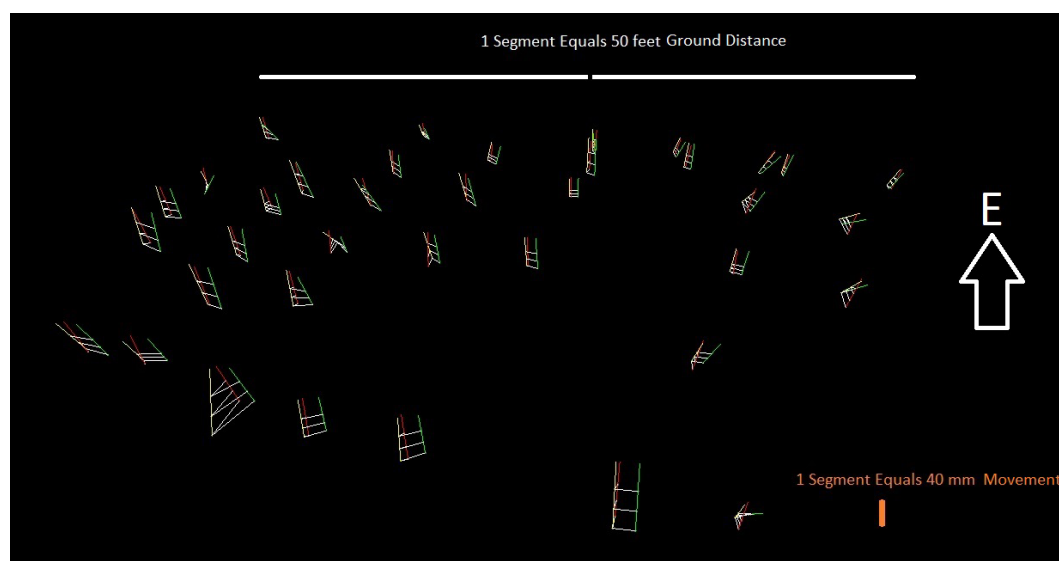 1 Segment Equals 50 feet Ground Distance
E
1 Segment Equals 40 mm Movement